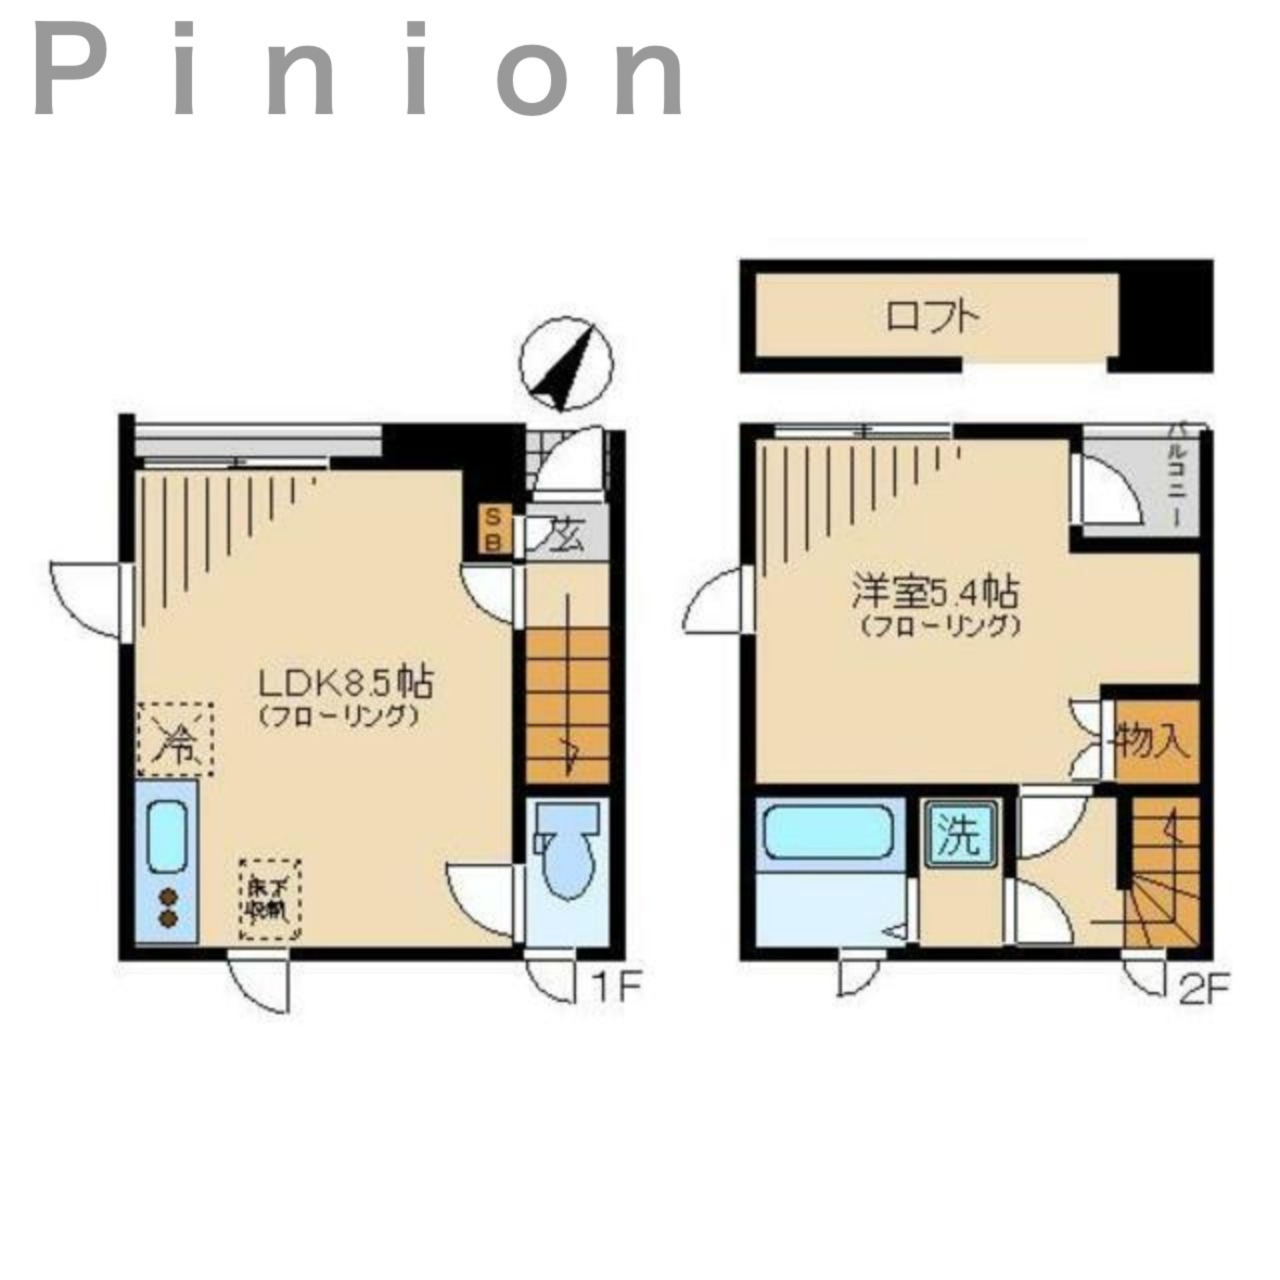 Pinion
ロフト
バルコニー
SB
玄
洋室5.4帖
(フローリング)
LDK8.5帖
(フローリング)
冷
物入
洗
床下
収納
1F
2F